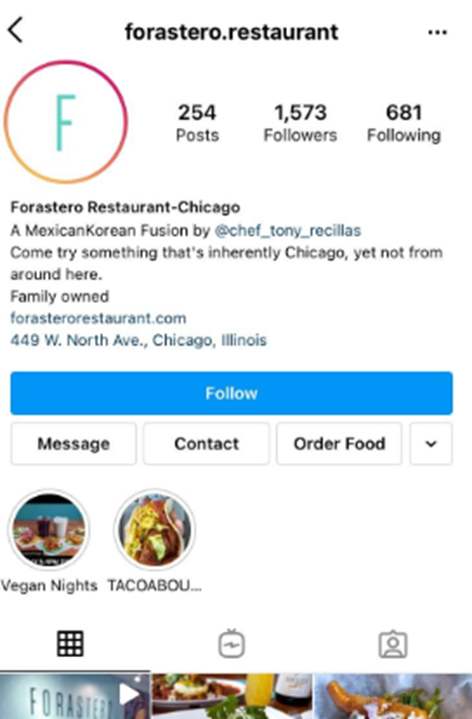 forastero.restaurant
F
254 1,573 681
Posts Followers Following
Forastero Restaurant-Chicago
A MexicanKorean Fusion by @chef_tony_recillas
Come try something that's inherently Chicago, yet not from
around here.
Family owned
forasterorestaurant.com
449 W. North Ave., Chicago, Illinois
Follow
Message Contact Order Food
Vegan Nights TACOABOU...
FORASTERO